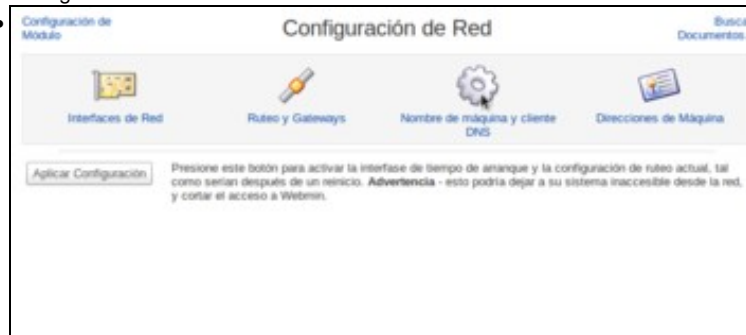 Configuración de
Módulo
Configuración de Red
Busca
Documentos
Interfaces de Red
Ruteo y Gateways
Nombre de máquina y cliente
DNS
Direcciones de Máquina
Aplicar Configuración
Presione este botón para activar la interfase de tiempo de arranque y la configuración de ruteo actual, tal
como serían después de un reinicio. Advertencia - esto podría dejar a su sistema inaccesible desde la red,
y cortar el acceso a Webmin.